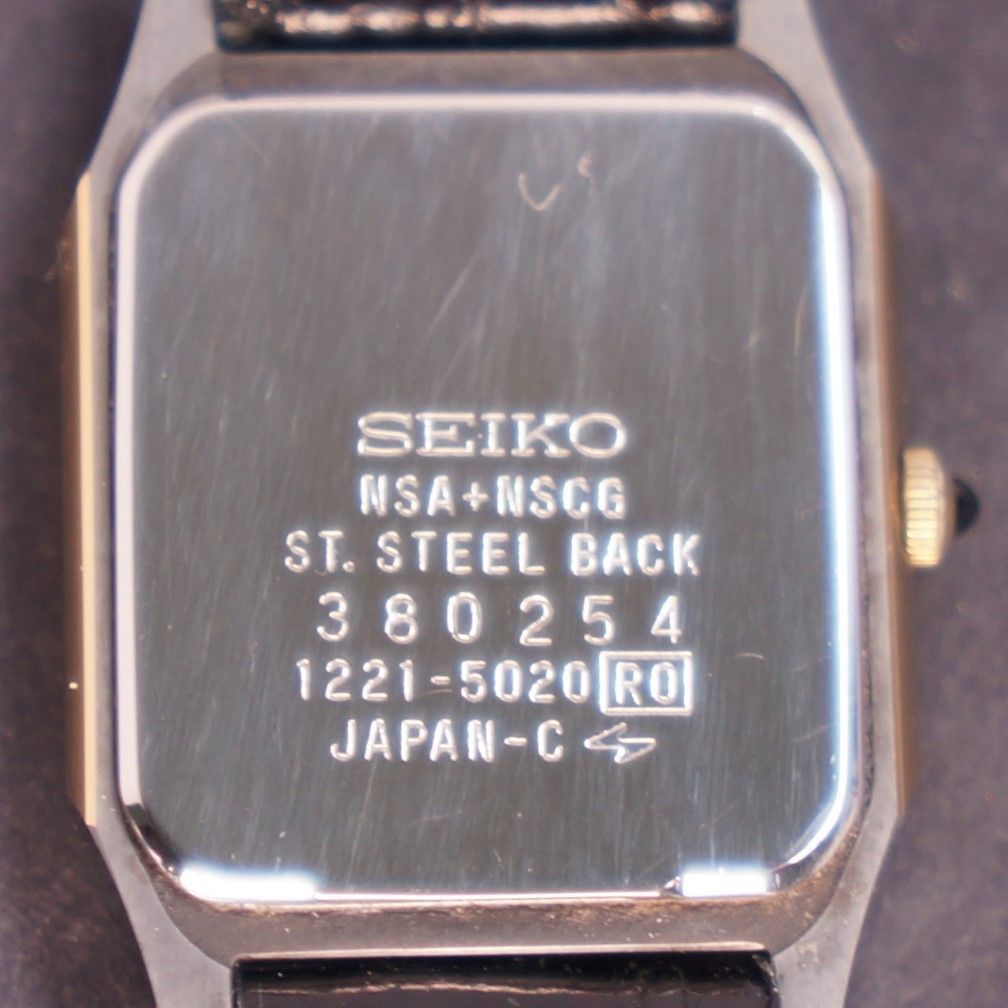 SEIKO
NSA+NSCG
ST. STEEL BACK
380254
1221-5020 RO
JAPAN-C